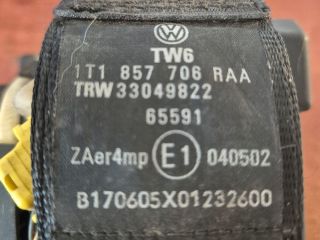 TW6
1T1 857 706 RAA
TRW33049822
65591
ZAer4mp E1 040502
B170605X01232600